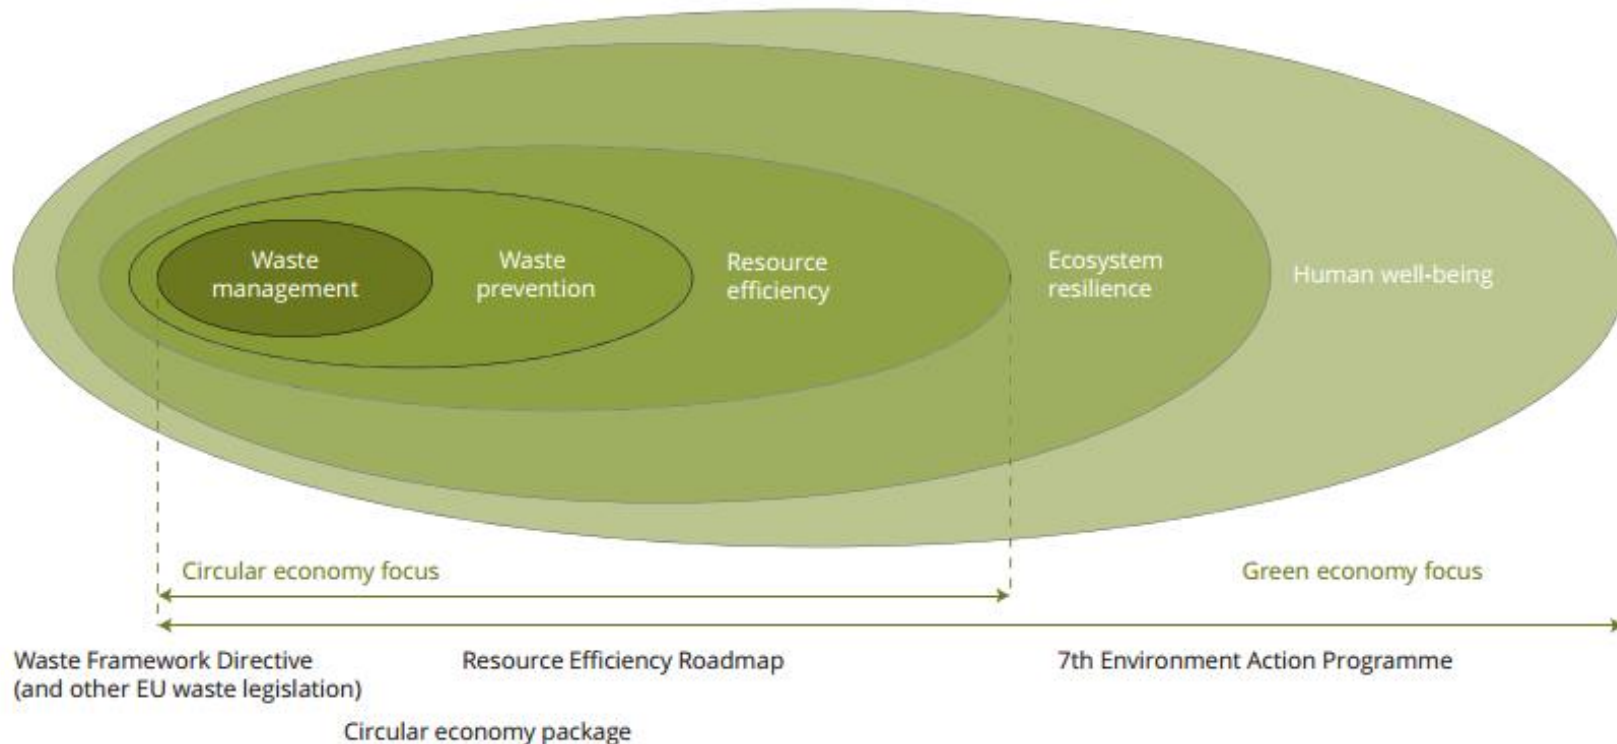 Waste
management
Waste
prevention
Resource
efficiency
Ecosystem
resilience
Human well-being
Circular economy focus
Green economy focus
Waste Framework Directive
(and other EU waste legislation)
Resource Efficiency Roadmap
7th Environment Action Programme
Circular economy package